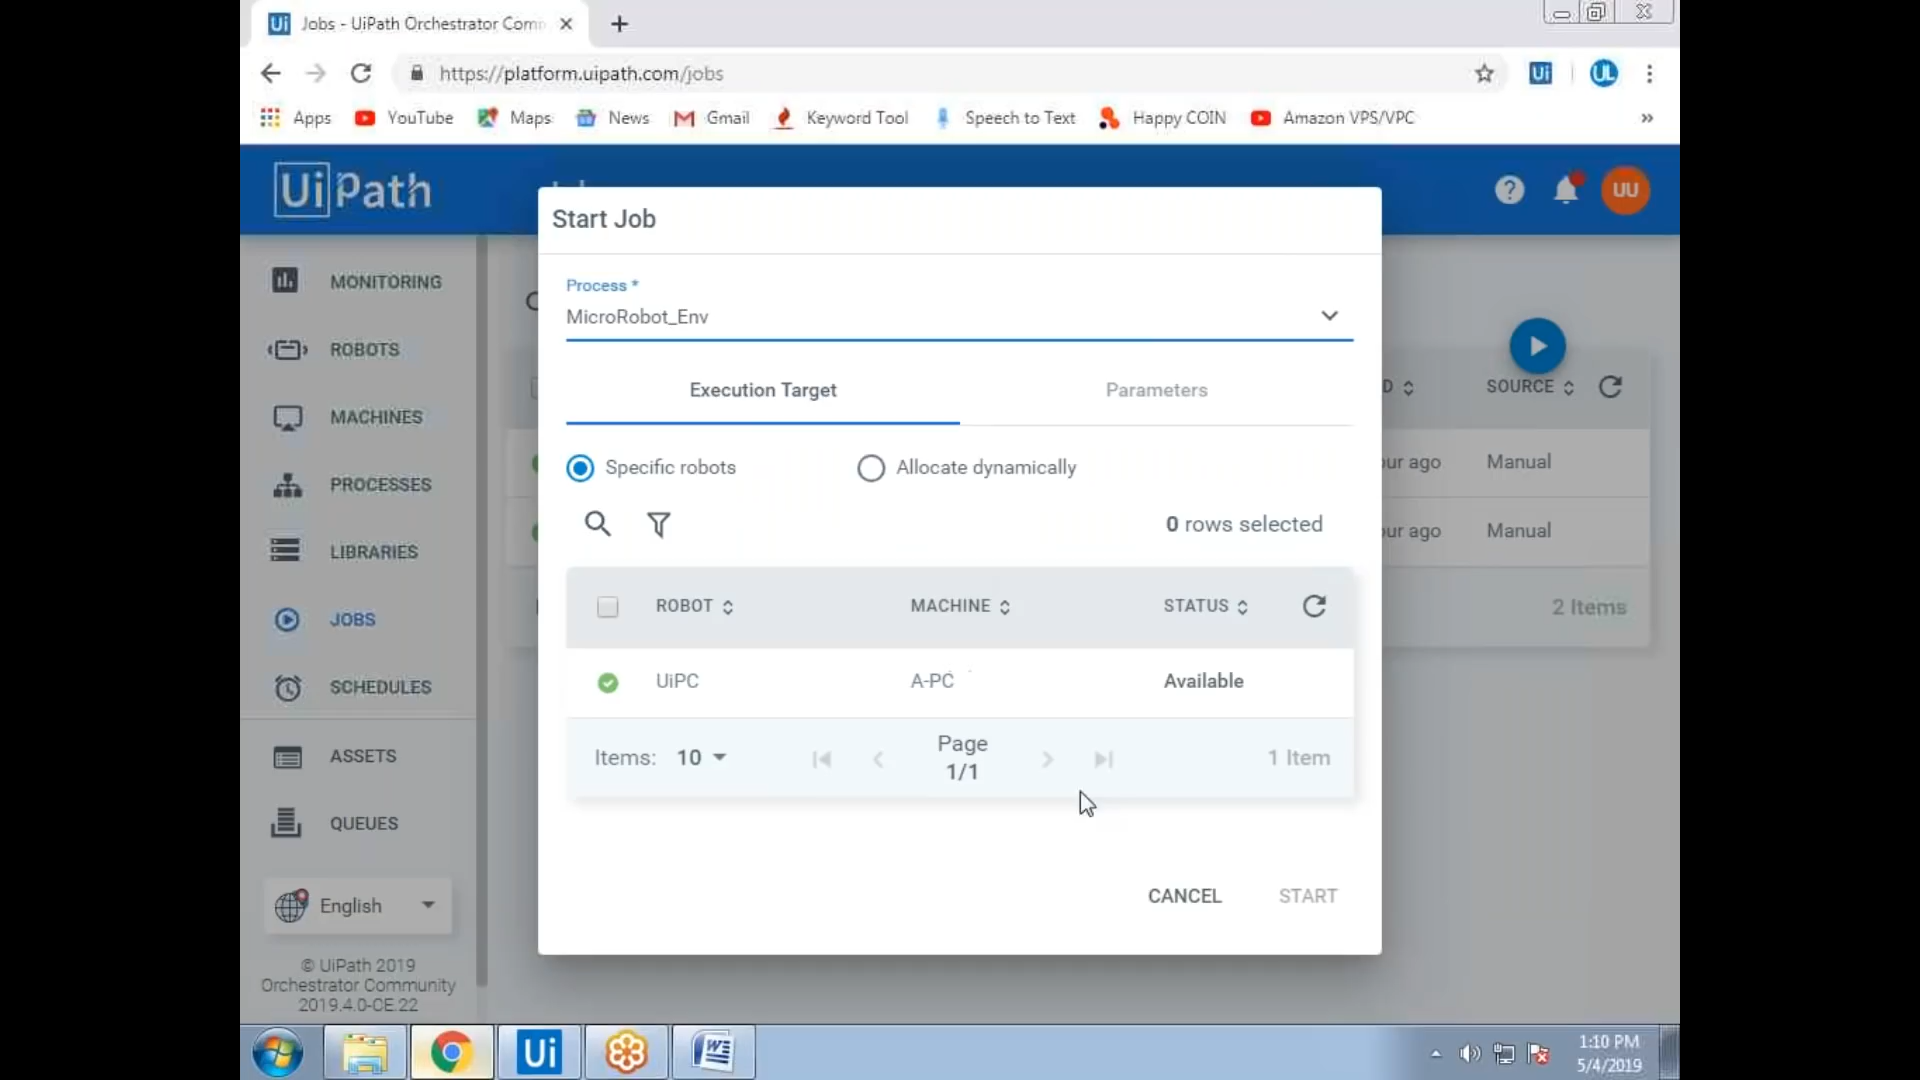 Jobs - UiPath Orchestrator Com
https://platform.uipath.com/jobs
Apps YouTube Maps News Gmail Keyword Tool Speech to Text Happy COIN Amazon VPS/VPC »
UiPath
UU
Start Job
Process *
MicroRobot_Env
Execution Target Parameters
Specific robots Allocate dynamically
0 rows selected
ROBOT MACHINE STATUS
UiPC A-PC Available
Items: 10 Page 1/1 1 Item
CANCEL START
MONITORING
ROBOTS
MACHINES
PROCESSES
LIBRARIES
JOBS
SCHEDULES
ASSETS
QUEUES
English
© UiPath 2019
Orchestrator Community
2019.4.0-CE.22
SOURCE
ago Manual
ago Manual
2 Items
1:10 PM
5/4/2019